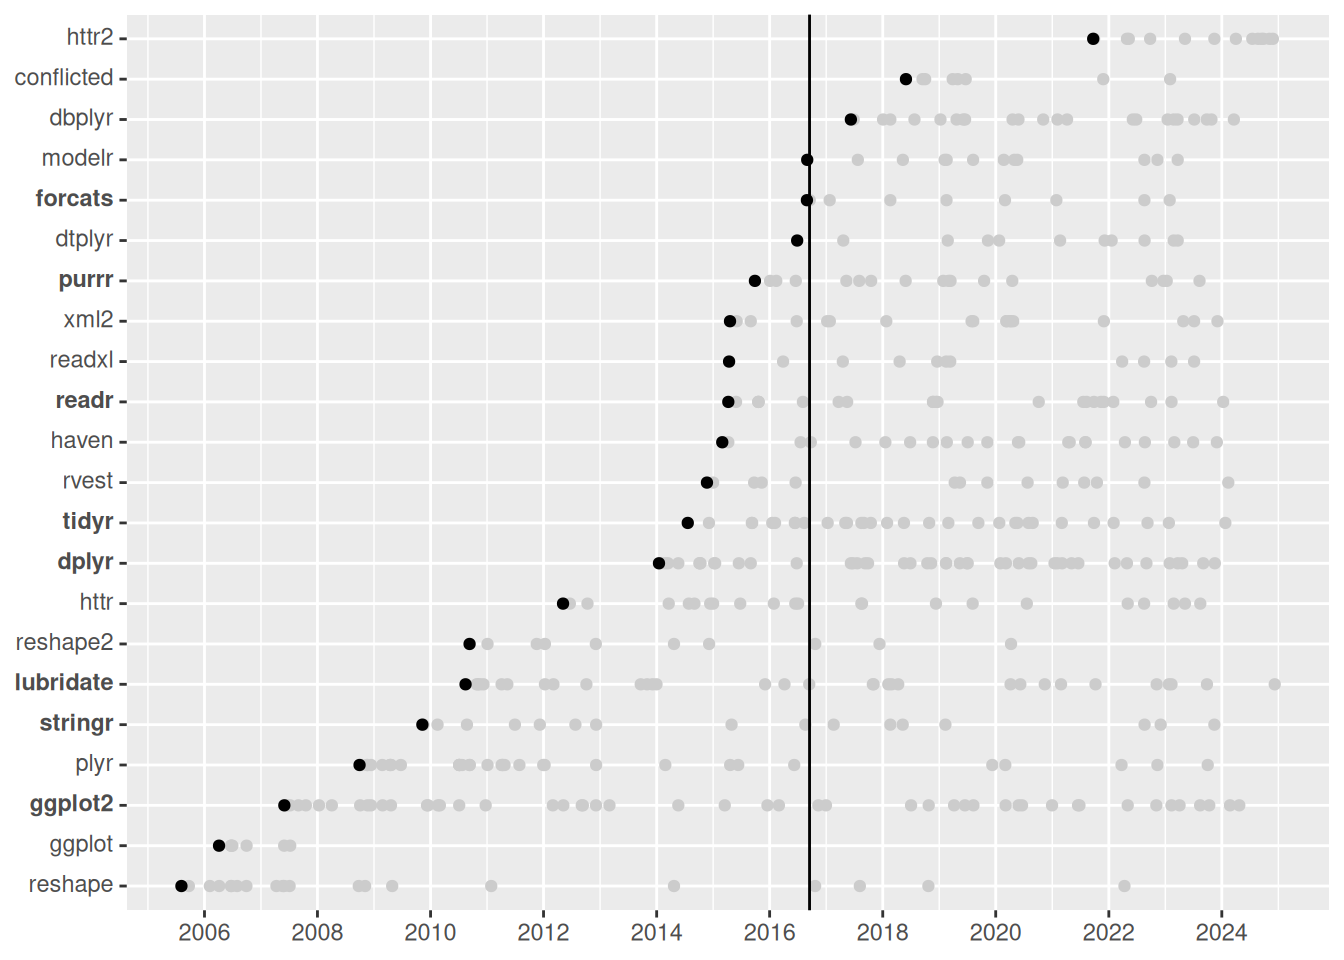 httr2
conflicted
dbplyr
modelr
forcats
dtplyr
purrr
xml2
readxl
readr
haven
rvest
tidyr
dplyr
httr
reshape2
lubridate
stringr
plyr
ggplot2
ggplot
reshape
2006 2008 2010 2012 2014 2016 2018 2020 2022 2024